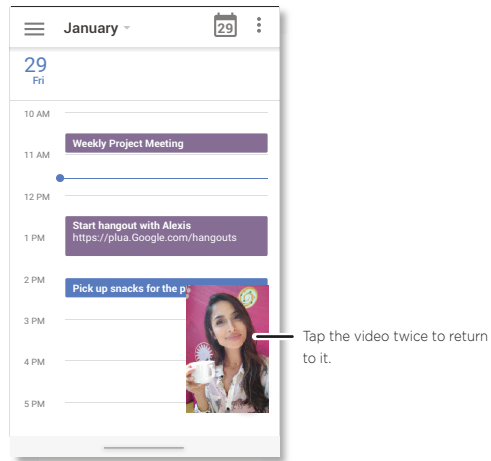 January
29
29
Fri
10 AM
Weekly Project Meeting
11 AM
12 PM
Start hangout with Alexis
https://plua.Google.com/hangouts
1 PM
2 PM
Pick up snacks for the p
3 PM
Tap the video twice to return
to it.
4 PM
5 PM